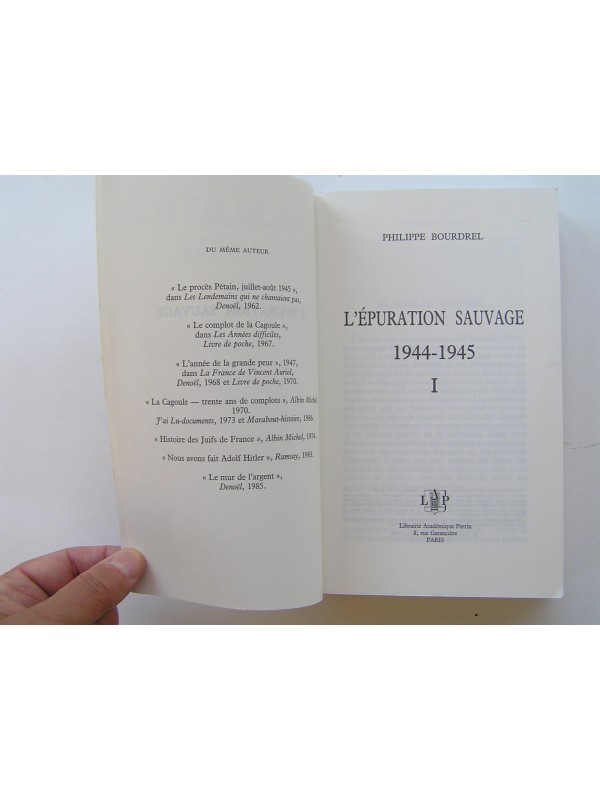 DU MÊME AUTEUR
« Le procès Pétain, juillet-août 1945 »,
dans Les Lendemains qui ne chantaient pas,
Denoël, 1962.
« Le complot de la Cagoule »,
dans Les Années difficiles,
Livre de poche, 1967.
« L'année de la grande peur », 1947,
dans La France de Vincent Auriol,
Denoël, 1968 et Livre de poche, 1970.
« La Cagoule — trente ans de complots », Albin Michel,
1970.
J'ai Lu-documents, 1973 et Marabout-histoire, 1986.
« Histoire des Juifs de France », Albin Michel, 1974.
« Nous avons fait Adolf Hitler », Ramsay, 1983.
« Le mur de l'argent »,
Denoël, 1985.
PHILIPPE BOURDREL
L'ÉPURATION SAUVAGE
1944-1945
I
L P
Librairie Académique Perrin
8, rue Garancière
PARIS